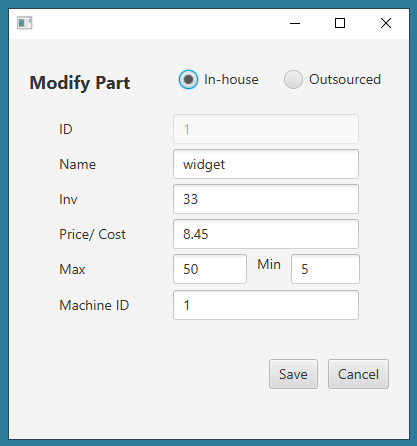 Modify Part In-house Outsourced
ID 1
Name widget
Inv 33
Price/ Cost 8.45
Max 50 Min 5
Machine ID 1
Save Cancel